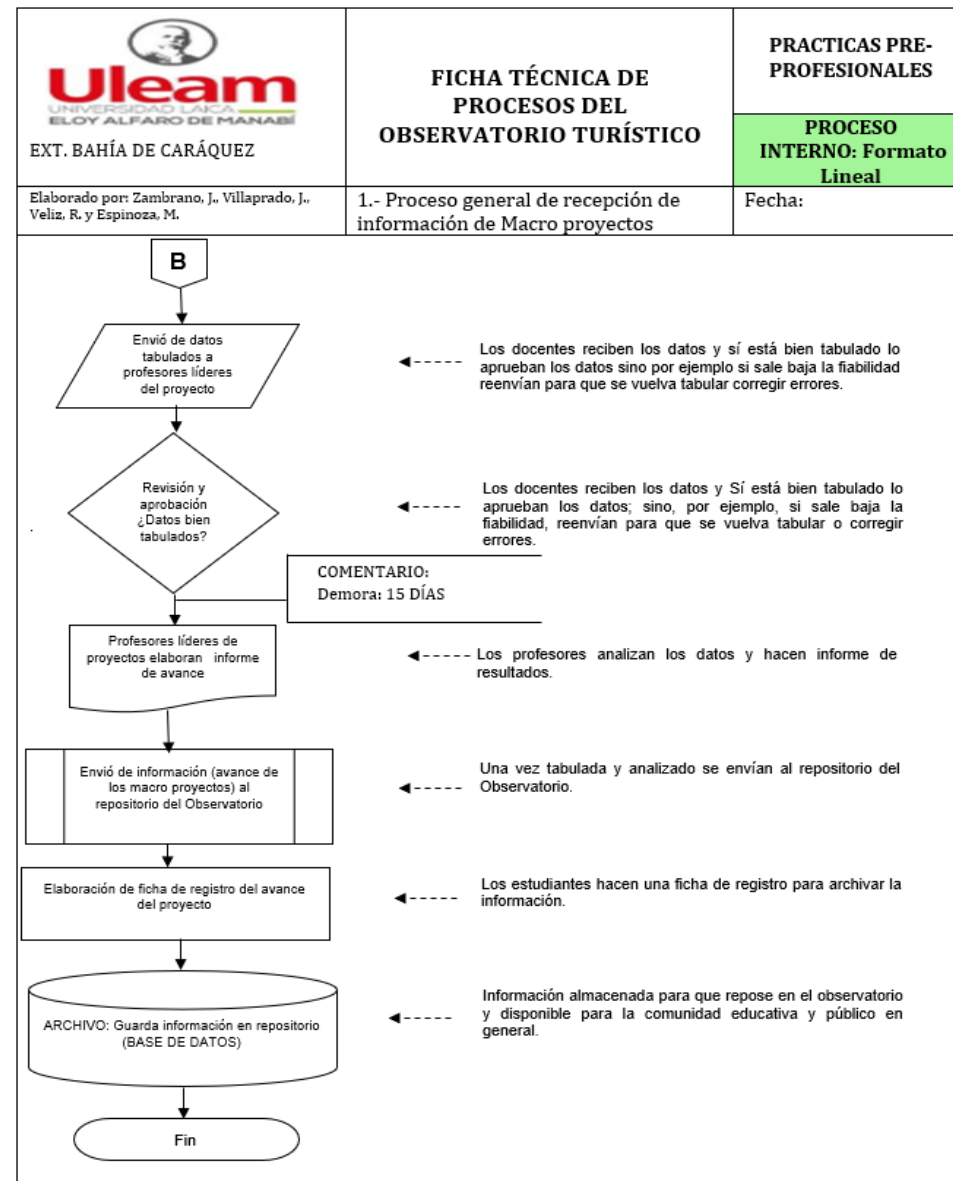 Uleam
UNIVERSIDAD LAICA
ELOY ALFARO DE MANABÍ
EXT. BAHÍA DE CARÁQUEZ
FICHA TÉCNICA DE
PROCESOS DEL
OBSERVATORIO TURÍSTICO
PRACTICAS PRE-
PROFESIONALES
PROCESO
INTERNO: Formato
Lineal
Elaborado por: Zambrano, J., Villaprado, J.,
Veliz, R. y Espinoza, M.
1.- Proceso general de recepción de
información de Macro proyectos
Fecha:
B
Envió de datos
tabulados a
profesores líderes
del proyecto
Los docentes reciben los datos y sí está bien tabulado lo
aprueban los datos sino por ejemplo si sale baja la fiabilidad
reenvían para que se vuelva tabular corregir errores.
Revisión y
aprobación
¿Datos bien
tabulados?
Los docentes reciben los datos y Sí está bien tabulado lo
aprueban los datos; sino, por ejemplo, si sale baja la
fiabilidad, reenvían para que se vuelva tabular o corregir
errores.
.
COMENTARIO:
Demora: 15 DÍAS
Profesores líderes de
proyectos elaboran informe
de avance
Los profesores analizan los datos y hacen informe de
resultados.
Envió de información (avance de
los macro proyectos) al
repositorio del Observatorio
Una vez tabulada y analizado se envían al repositorio del
Observatorio.
Elaboración de ficha de registro del avance
del proyecto
Los estudiantes hacen una ficha de registro para archivar la
información.
ARCHIVO: Guarda información en repositorio
(BASE DE DATOS)
Información almacenada para que repose en el observatorio
y disponible para la comunidad educativa y público en
general.
Fin